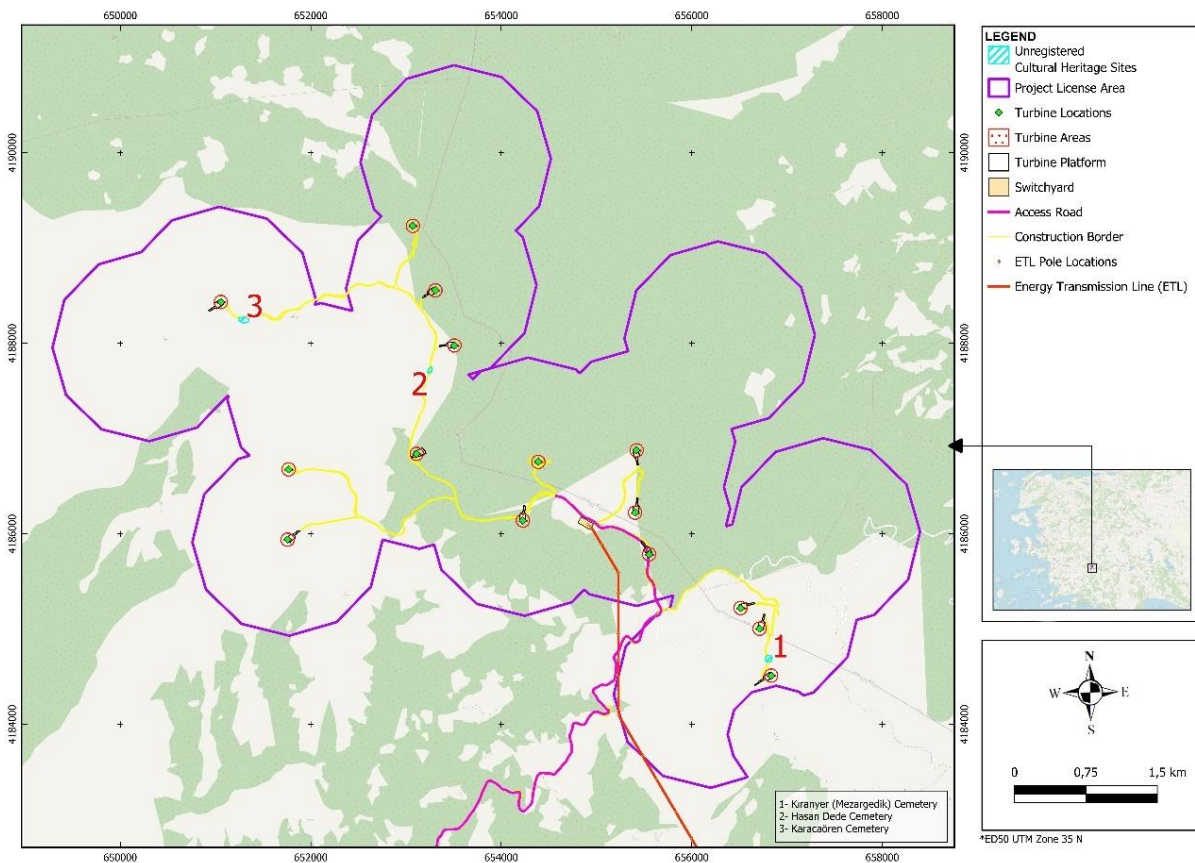 650000 652000 654000 656000 658000
4190000 4190000
4188000 4188000
4186000 4186000
4184000 4184000
3
2
1
1- Kıranyer (Mezargedik) Cemetery
2- Hasan Dede Cemetery
3- Karacaören Cemetery
650000 652000 654000 656000 658000
LEGEND
Unregistered
Cultural Heritage Sites
Project License Area
Turbine Locations
Turbine Areas
Turbine Platform
Switchyard
Access Road
Construction Border
ETL Pole Locations
Energy Transmission Line (ETL)
N
W E
S
0 0,75 1,5 km
*ED50 UTM Zone 35 N